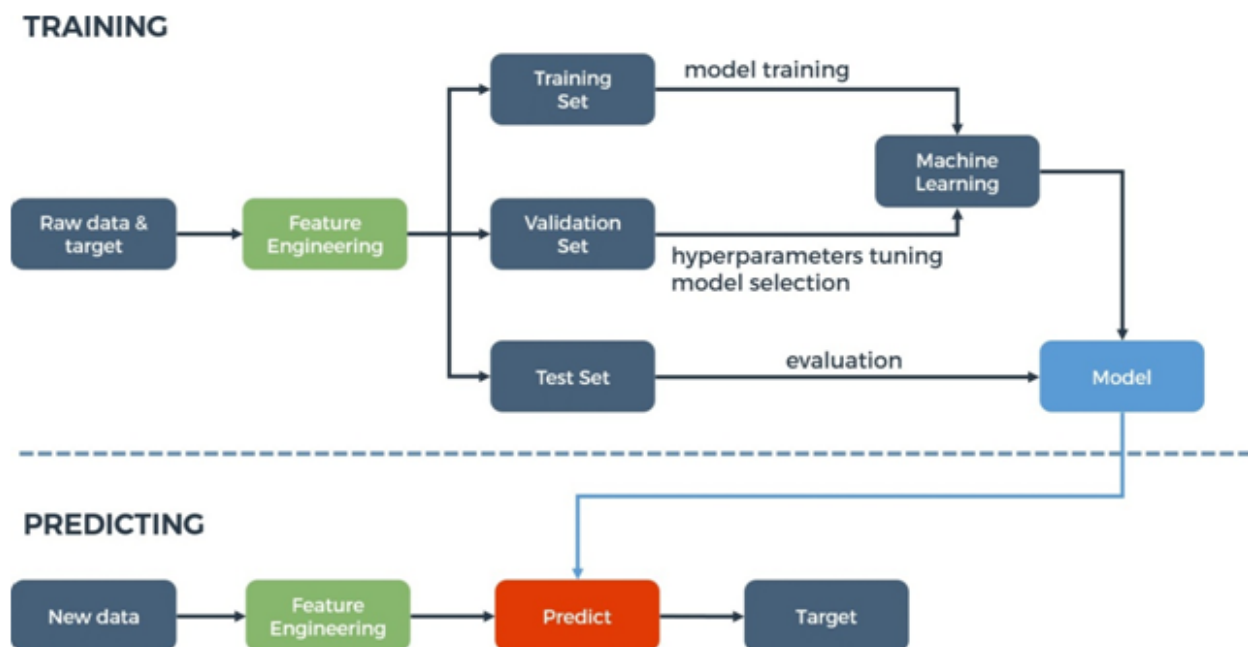 TRAINING
Training
Set
model training
Machine
Learning
Raw data &
target
Feature
Engineering
Validation
Set
hyperparameters tuning
model selection
Test Set
evaluation
Model
PREDICTING
New data
Feature
Engineering
Predict
Target